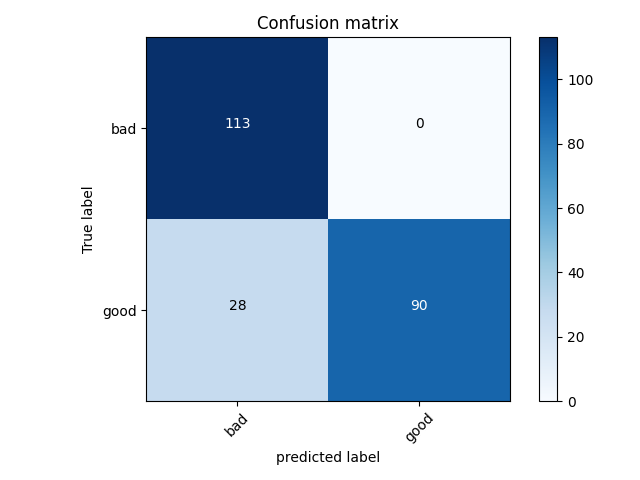 Confusion matrix
True label
bad
good
113
0
28
90
bad
good
predicted label
100
80
60
40
20
0